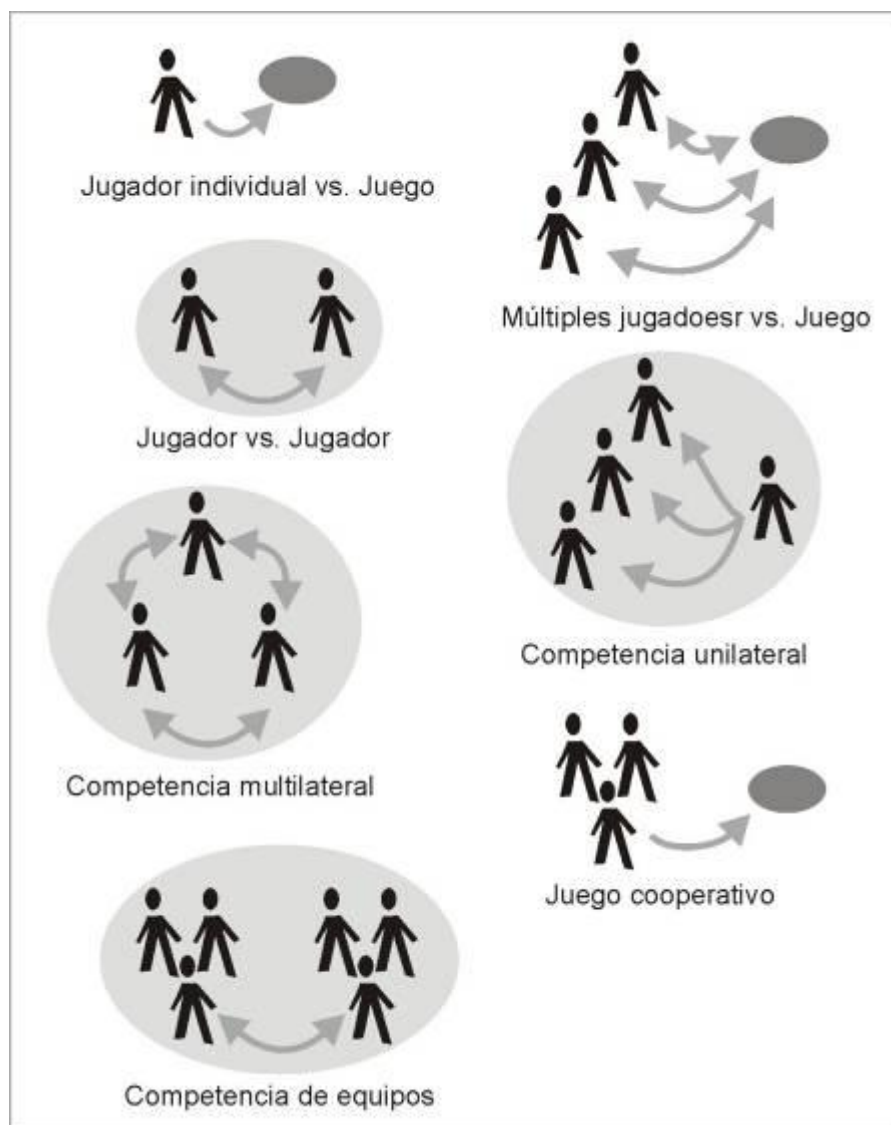 Jugador individual vs. Juego
Múltiples jugadoesr vs. Juego
Jugador vs. Jugador
Competencia unilateral
Competencia multilateral
Juego cooperativo
Competencia de equipos